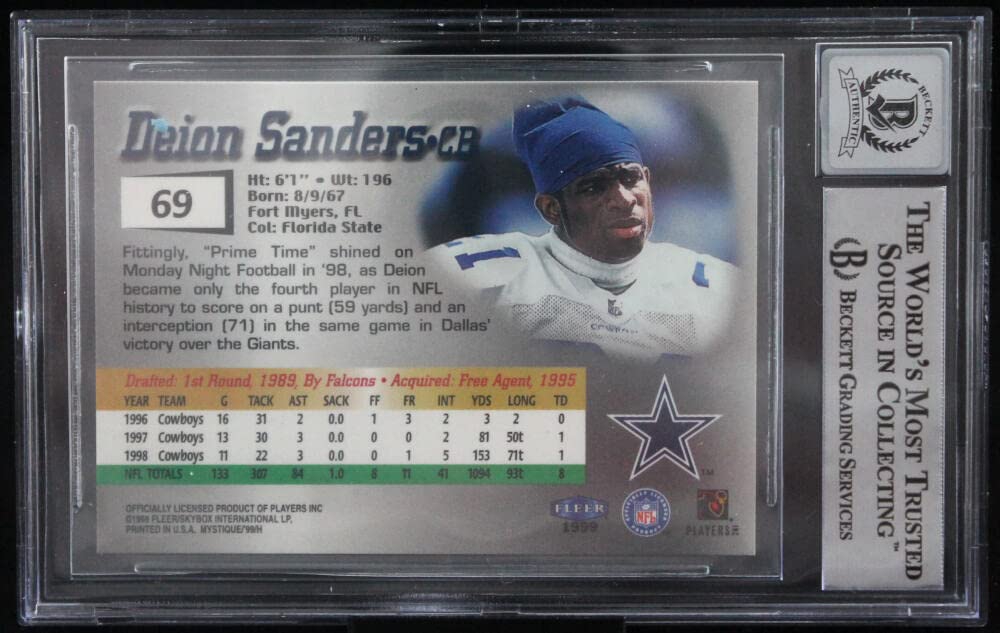 Deion Sanders•CB
69
Ht: 6'1" • Wt: 196
Born: 8/9/67
Fort Myers, FL
Col: Florida State
Fittingly, "Prime Time" shined on
Monday Night Football in '98, as Deion
became only the fourth player in NFL
history to score on a punt (59 yards) and an
interception (71) in the same game in Dallas'
victory over the Giants.
Drafted: 1st Round, 1989, By Falcons • Acquired: Free Agent, 1995
YEAR TEAM G TACK AST SACK FF FR INT YDS LONG TD
1996 Cowboys 16 31 2 0.0 1 3 2 3 2 0
1997 Cowboys 13 30 3 0.0 0 0 2 81 50t 1
1998 Cowboys 11 22 3 0.0 0 1 5 153 71t 1
NFL TOTALS 133 307 84 1.0 8 11 41 1094 93t 8
OFFICIALLY LICENSED PRODUCT OF PLAYERS INC
©1999 FLEER/SKYBOX INTERNATIONAL LP.
PRINTED IN U.S.A. MYSTIQUE'99/H
FLEER
1999
NFL
PLAYERS INC
TM
21
COWBOYS
BECKETT
AUTHENTIC
B
THE WORLD'S MOST TRUSTED
SOURCE IN COLLECTING™
B BECKETT GRADING SERVICES